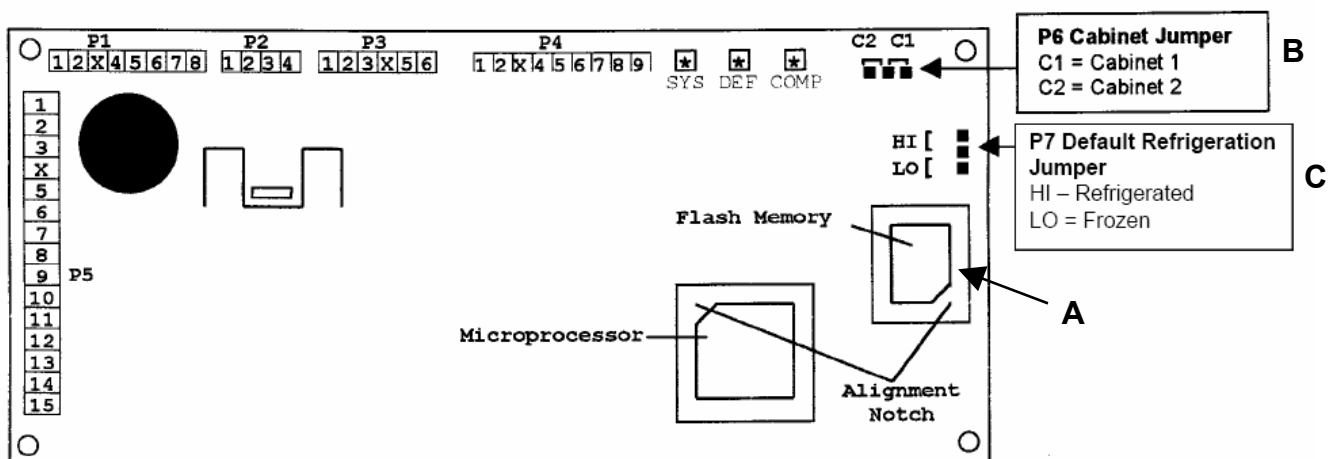 P1
1 2 X 4 5 6 7 8
P2
1 2 3 4
P3
1 2 3 X 5 6
P4
1 2 X 4 5 6 7 8 9
* * *
SYS DEF COMP
C2 C1
P6 Cabinet Jumper
C1 = Cabinet 1
C2 = Cabinet 2
B
HI [
LO [
P7 Default Refrigeration
Jumper
HI – Refrigerated
LO = Frozen
C
1
2
3
X
5
6
7
8
9
10
11
12
13
14
15
P5
Flash Memory
A
Microprocessor
Alignment
Notch